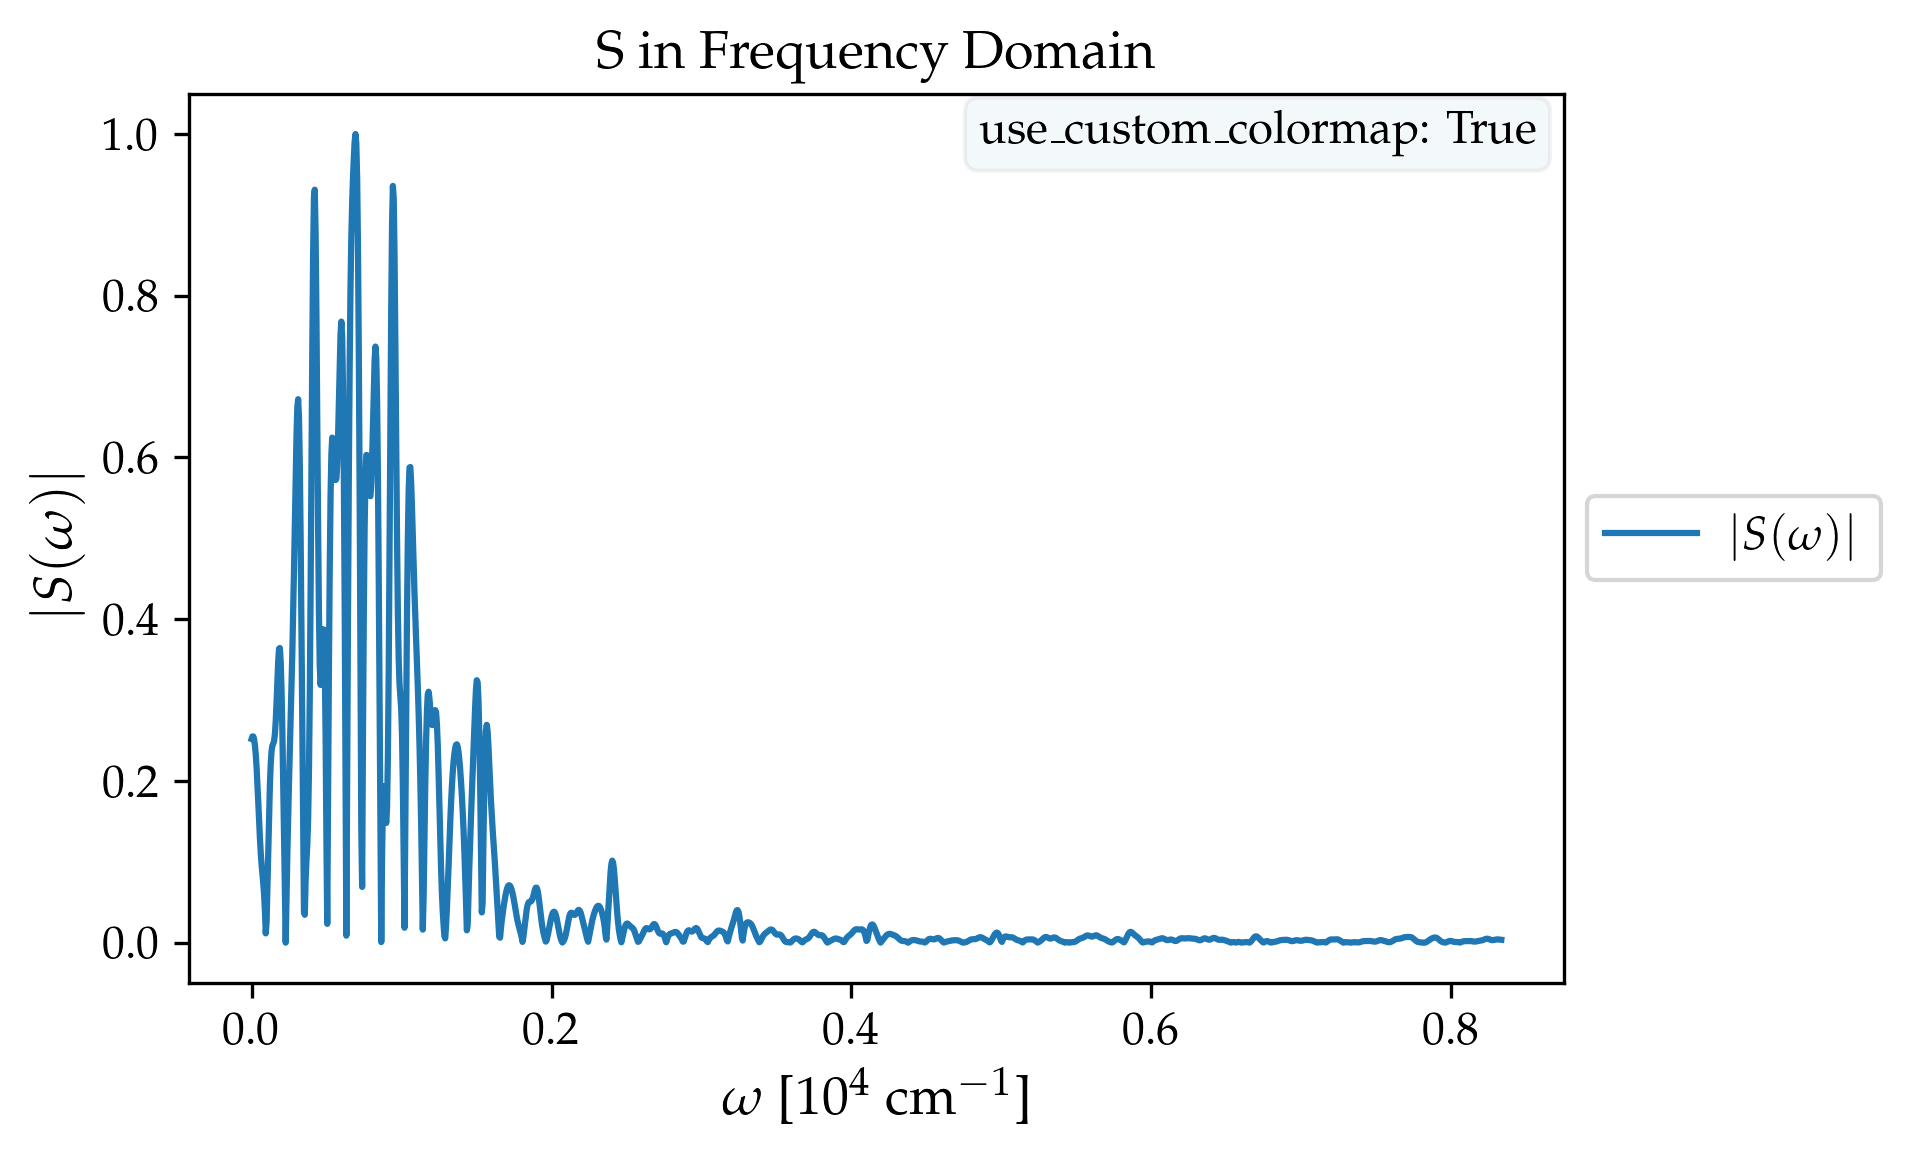 S in Frequency Domain
use_custom_colormap: True
1.0
0.8
0.6
0.4
0.2
0.0
|S(ω)|
|S(ω)|
0.0 0.2 0.4 0.6 0.8
ω [10⁴ cm⁻¹]